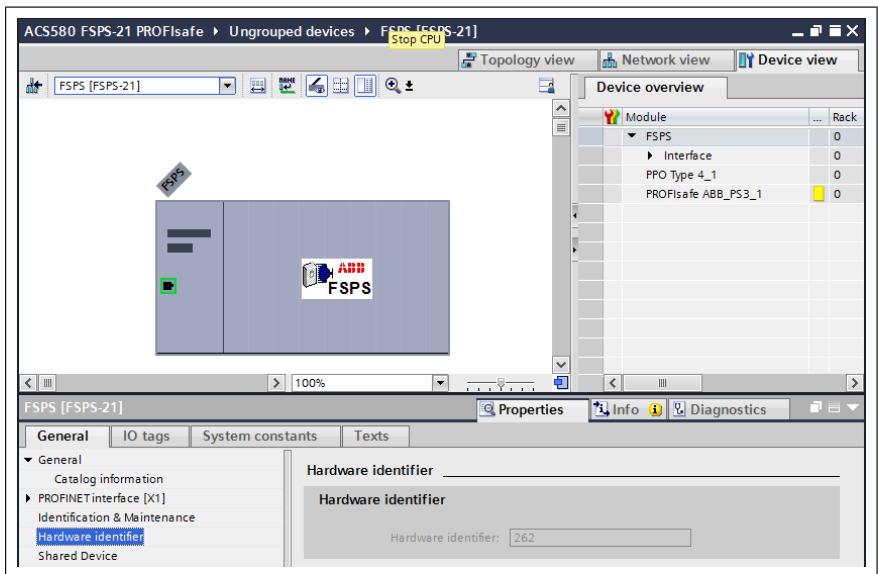 ACS580 FSPS-21 PROFIsafe ▸ Ungrouped devices ▸ FSPS [FSPS-21]
Stop CPU
Topology view Network view Device view
FSPS [FSPS-21]
Device overview
Module ... Rack
FSPS 0
Interface 0
PPO Type 4_1 0
PROFIsafe ABB_PS3_1 0
FSPS
ABB
FSPS
100%
FSPS [FSPS-21]
Properties Info Diagnostics
General IO tags System constants Texts
General
Catalog information
PROFINET interface [X1]
Identification & Maintenance
Hardware identifier
Shared Device
Hardware identifier
Hardware identifier
Hardware identifier: 262